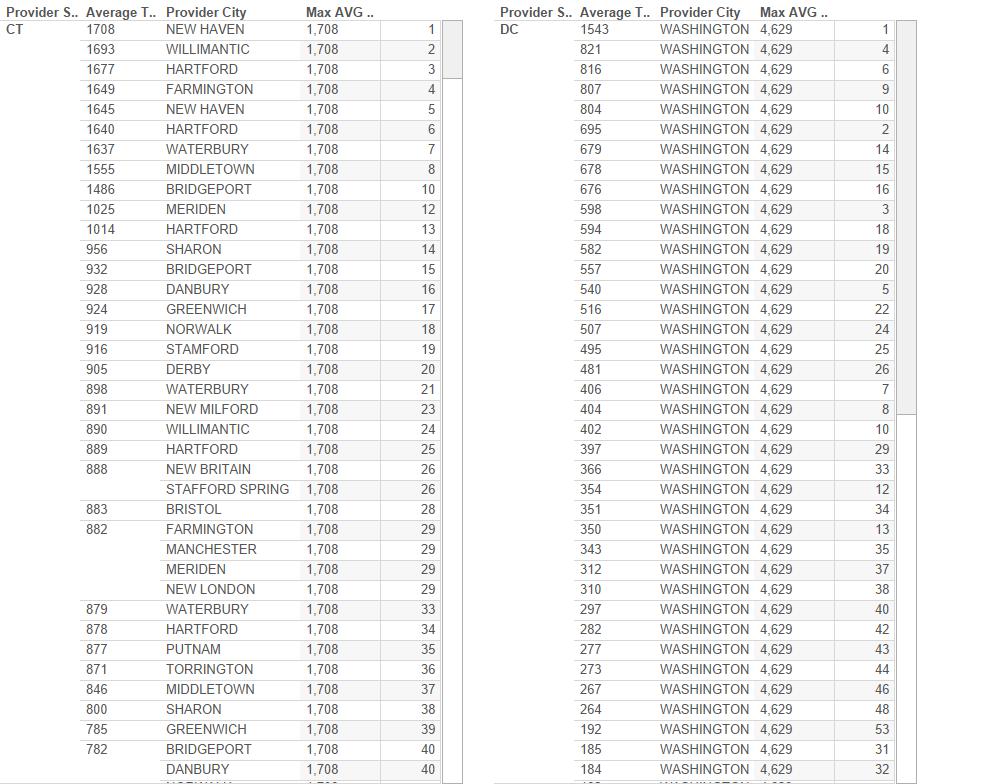 Provider S.. Average T.. Provider City Max AVG ..
CT 1708 NEW HAVEN 1,708 1
1693 WILLIMANTIC 1,708 2
1677 HARTFORD 1,708 3
1649 FARMINGTON 1,708 4
1645 NEW HAVEN 1,708 5
1640 HARTFORD 1,708 6
1637 WATERBURY 1,708 7
1555 MIDDLETOWN 1,708 8
1486 BRIDGEPORT 1,708 10
1025 MERIDEN 1,708 12
1014 HARTFORD 1,708 13
956 SHARON 1,708 14
932 BRIDGEPORT 1,708 15
928 DANBURY 1,708 16
924 GREENWICH 1,708 17
919 NORWALK 1,708 18
916 STAMFORD 1,708 19
905 DERBY 1,708 20
898 WATERBURY 1,708 21
891 NEW MILFORD 1,708 23
890 WILLIMANTIC 1,708 24
889 HARTFORD 1,708 25
888 NEW BRITAIN 1,708 26
STAFFORD SPRING 1,708 26
883 BRISTOL 1,708 28
882 FARMINGTON 1,708 29
MANCHESTER 1,708 29
MERIDEN 1,708 29
NEW LONDON 1,708 29
879 WATERBURY 1,708 33
878 HARTFORD 1,708 34
877 PUTNAM 1,708 35
871 TORRINGTON 1,708 36
846 MIDDLETOWN 1,708 37
800 SHARON 1,708 38
785 GREENWICH 1,708 39
782 BRIDGEPORT 1,708 40
DANBURY 1,708 40
Provider S.. Average T.. Provider City Max AVG ..
DC 1543 WASHINGTON 4,629 1
821 WASHINGTON 4,629 4
816 WASHINGTON 4,629 6
807 WASHINGTON 4,629 9
804 WASHINGTON 4,629 10
695 WASHINGTON 4,629 2
679 WASHINGTON 4,629 14
678 WASHINGTON 4,629 15
676 WASHINGTON 4,629 16
598 WASHINGTON 4,629 3
594 WASHINGTON 4,629 18
582 WASHINGTON 4,629 19
557 WASHINGTON 4,629 20
540 WASHINGTON 4,629 5
516 WASHINGTON 4,629 22
507 WASHINGTON 4,629 24
495 WASHINGTON 4,629 25
481 WASHINGTON 4,629 26
406 WASHINGTON 4,629 7
404 WASHINGTON 4,629 8
402 WASHINGTON 4,629 10
397 WASHINGTON 4,629 29
366 WASHINGTON 4,629 33
354 WASHINGTON 4,629 12
351 WASHINGTON 4,629 34
350 WASHINGTON 4,629 13
343 WASHINGTON 4,629 35
312 WASHINGTON 4,629 37
310 WASHINGTON 4,629 38
297 WASHINGTON 4,629 40
282 WASHINGTON 4,629 42
277 WASHINGTON 4,629 43
273 WASHINGTON 4,629 44
267 WASHINGTON 4,629 46
264 WASHINGTON 4,629 48
192 WASHINGTON 4,629 53
185 WASHINGTON 4,629 31
184 WASHINGTON 4,629 32